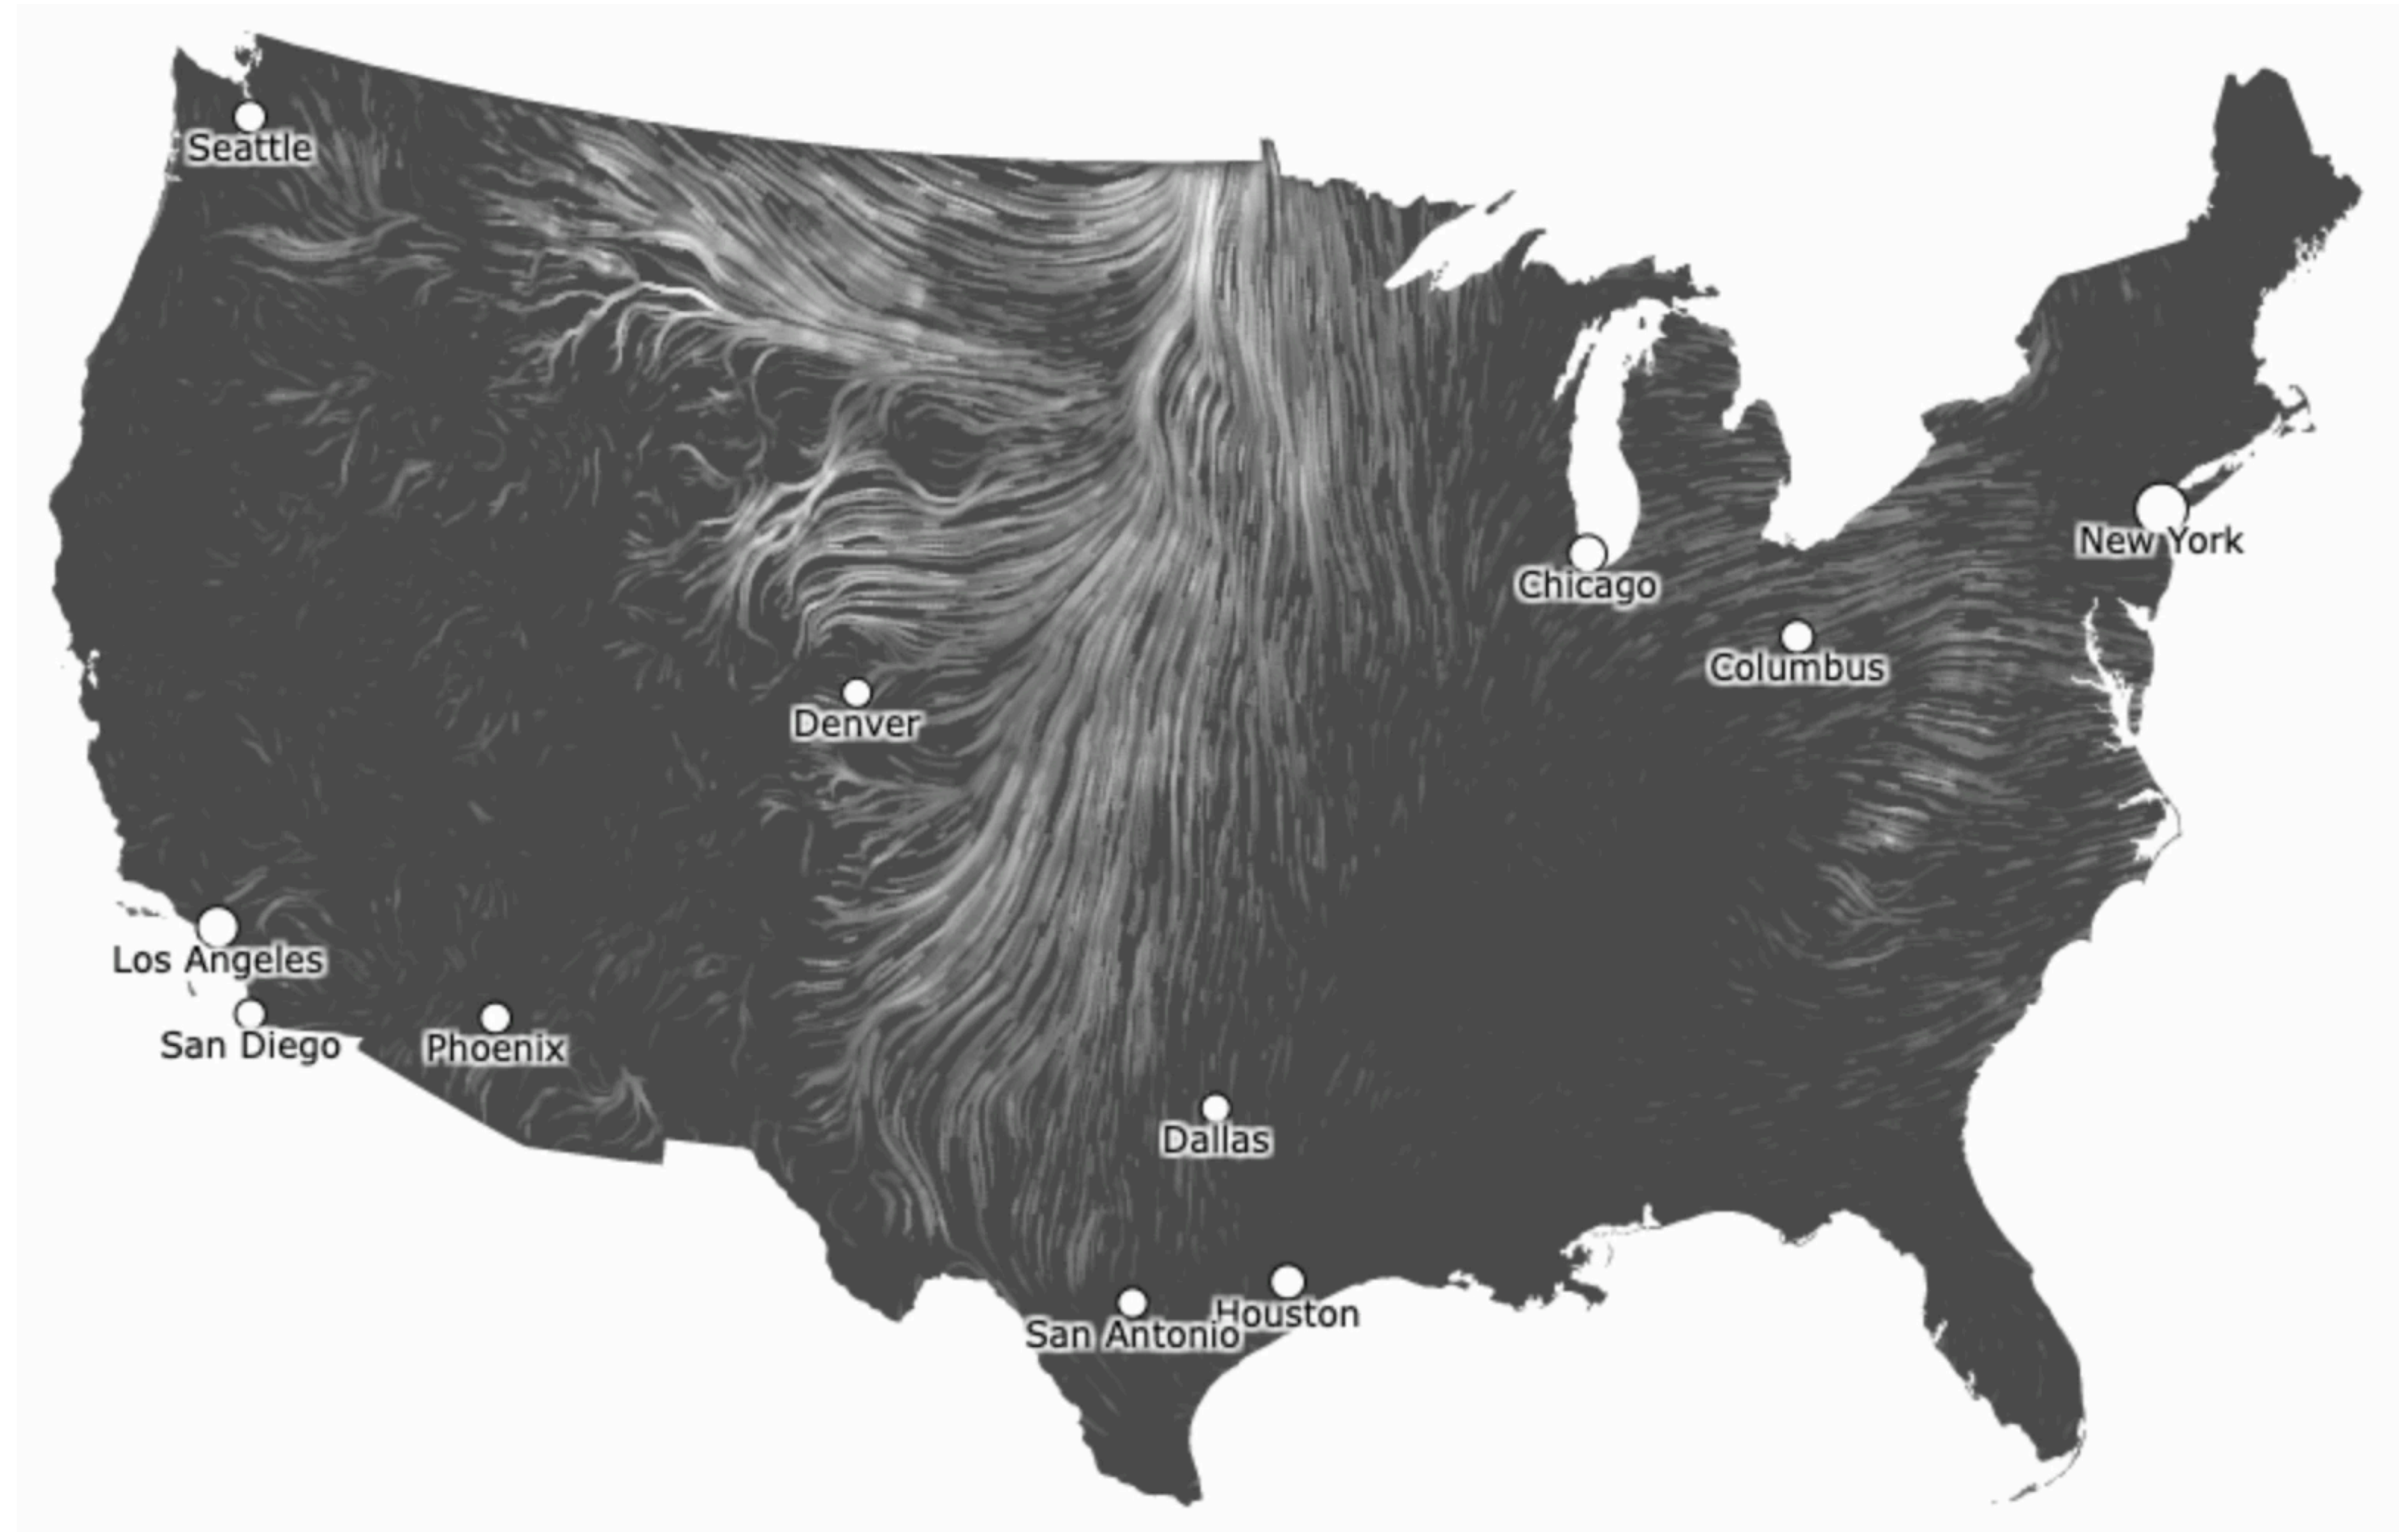 Seattle
New York
Chicago
Columbus
Denver
Los Angeles
San Diego
Phoenix
Dallas
Houston
San Antonio